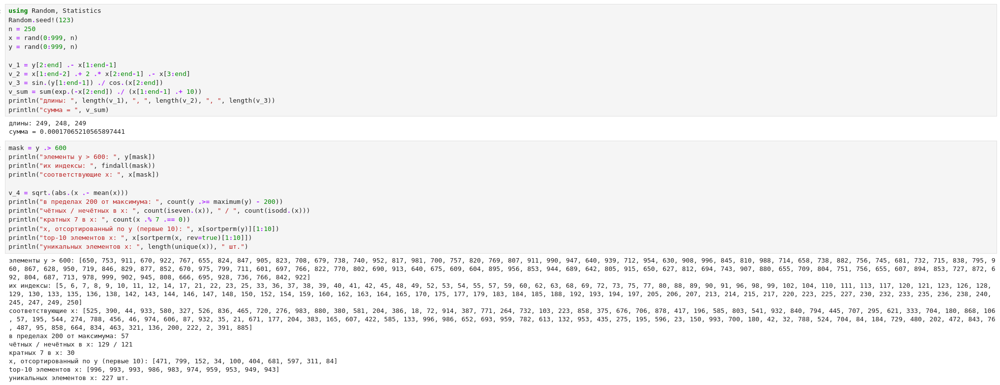 using Random, Statistics
Random.seed!(123)
n = 250
x = rand(0:999, n)
y = rand(0:999, n)
v_1 = y[2:end] .- x[1:end-1]
v_2 = x[1:end-2] .+ 2 .* x[2:end-1] .- x[3:end]
v_3 = sin.(y[1:end-1]) ./ cos.(x[2:end])
v_sum = sum(exp.(-x[2:end]) ./ (x[1:end-1] .+ 10))
println("длины: ", length(v_1), ", ", length(v_2), ", ", length(v_3))
println("сумма = ", v_sum)
длины: 249, 248, 249
сумма = 0.00017065210565897441
mask = y .> 600
println("элементы y > 600: ", y[mask])
println("их индексы: ", findall(mask))
println("соответствующие x: ", x[mask])
v_4 = sqrt.(abs.(x .- mean(x)))
println("в пределах 200 от максимума: ", count(y .>= maximum(y) - 200))
println("чётных / нечётных в x: ", count(iseven.(x)), " / ", count(isodd.(x)))
println("кратных 7 в x: ", count(x .% 7 .== 0))
println("x, отсортированный по y (первые 10): ", x[sortperm(y)][1:10])
println("top-10 элементов x: ", x[sortperm(x, rev=true)[1:10]])
println("уникальных элементов x: ", length(unique(x)), " шт.")
элементы y > 600: [650, 753, 911, 670, 922, 767, 655, 824, 847, 905, 823, 708, 679, 738, 740, 952, 817, 981, 700, 757, 820, 769, 807, 911, 990, 947, 640, 939, 712, 954, 630, 908, 996, 845, 810, 988, 714, 658, 738, 882, 756, 745, 681, 732, 715, 838, 795, 9
60, 867, 628, 950, 719, 846, 829, 877, 852, 670, 975, 799, 711, 601, 697, 766, 822, 770, 802, 690, 913, 640, 675, 609, 604, 895, 956, 853, 944, 689, 642, 805, 915, 650, 627, 812, 694, 743, 907, 880, 655, 709, 804, 751, 756, 655, 607, 894, 853, 727, 872, 6
92, 804, 687, 713, 978, 999, 902, 945, 808, 666, 695, 928, 736, 766, 842, 922]
их индексы: [5, 6, 7, 8, 9, 10, 11, 12, 14, 17, 21, 22, 23, 25, 33, 36, 37, 38, 39, 40, 41, 42, 45, 48, 49, 52, 53, 54, 55, 57, 59, 60, 62, 63, 68, 69, 72, 73, 75, 77, 80, 88, 89, 90, 91, 96, 98, 99, 102, 104, 110, 111, 113, 117, 120, 121, 123, 126, 128,
129, 130, 133, 135, 136, 138, 142, 143, 144, 146, 147, 148, 150, 152, 154, 159, 160, 162, 163, 164, 165, 170, 175, 177, 179, 183, 184, 185, 188, 192, 193, 194, 197, 205, 206, 207, 213, 214, 215, 217, 220, 223, 225, 227, 230, 232, 233, 235, 236, 238, 240,
245, 247, 249, 250]
соответствующие x: [525, 390, 44, 933, 580, 327, 526, 836, 465, 720, 276, 983, 880, 380, 581, 204, 386, 18, 72, 914, 387, 771, 264, 732, 103, 223, 858, 375, 676, 706, 878, 417, 196, 585, 803, 541, 932, 840, 794, 445, 707, 295, 621, 333, 704, 180, 868, 106
, 57, 195, 544, 274, 788, 456, 46, 974, 606, 87, 932, 35, 21, 671, 177, 204, 383, 165, 607, 422, 585, 133, 996, 986, 652, 693, 959, 782, 613, 132, 953, 435, 275, 195, 596, 23, 150, 993, 700, 180, 42, 32, 788, 524, 704, 84, 184, 729, 480, 202, 472, 843, 76
, 487, 95, 858, 664, 834, 463, 321, 136, 200, 222, 2, 391, 885]
в пределах 200 от максимума: 57
чётных / нечётных в x: 129 / 121
кратных 7 в x: 30
x, отсортированный по y (первые 10): [471, 799, 152, 34, 100, 404, 681, 597, 311, 84]
top-10 элементов x: [996, 993, 993, 986, 983, 974, 959, 953, 949, 943]
уникальных элементов x: 227 шт.